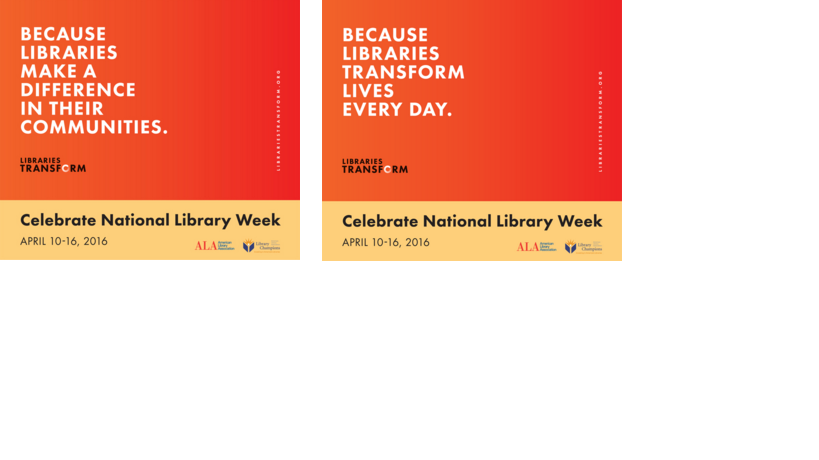 BECAUSE
LIBRARIES
MAKE A
DIFFERENCE
IN THEIR
COMMUNITIES.
LIBRARIESTRANSFORM.ORG
LIBRARIES
TRANSFORM
Celebrate National Library Week
APRIL 10-16, 2016
ALA American
Library
Association
Library
Champions
BECAUSE
LIBRARIES
TRANSFORM
LIVES
EVERY DAY.
LIBRARIESTRANSFORM.ORG
LIBRARIES
TRANSFORM
Celebrate National Library Week
APRIL 10-16, 2016
ALA American
Library
Association
Library
Champions